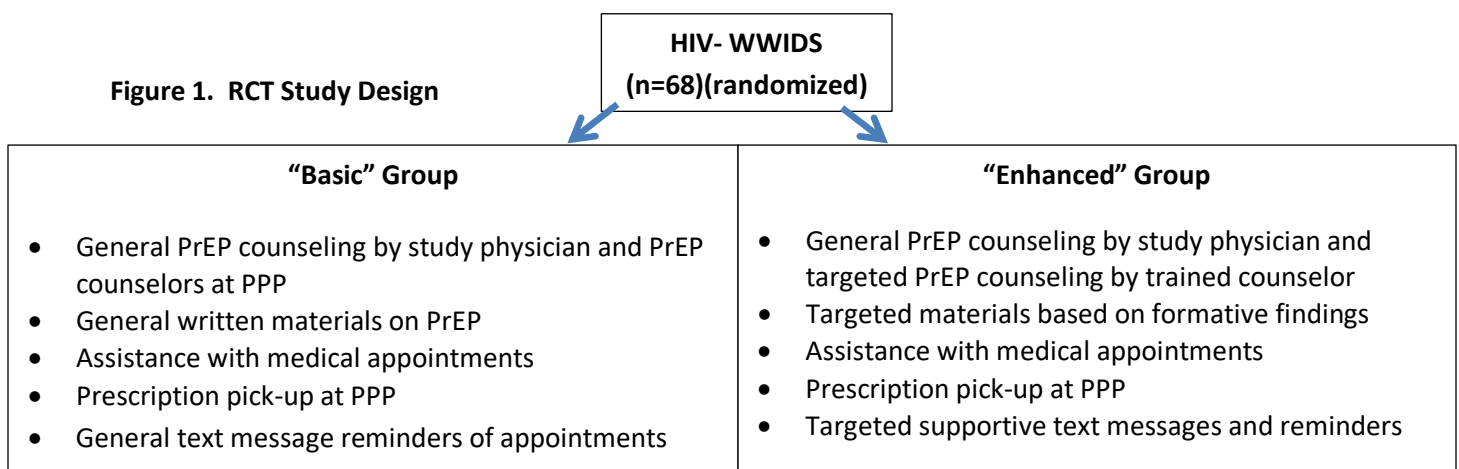 HIV- WWIDS
(n=68)(randomized)
Figure 1. RCT Study Design
“Basic” Group
• General PrEP counseling by study physician and PrEP
counselors at PPP
• General written materials on PrEP
• Assistance with medical appointments
• Prescription pick-up at PPP
• General text message reminders of appointments
“Enhanced” Group
• General PrEP counseling by study physician and
targeted PrEP counseling by trained counselor
• Targeted materials based on formative findings
• Assistance with medical appointments
• Prescription pick-up at PPP
• Targeted supportive text messages and reminders